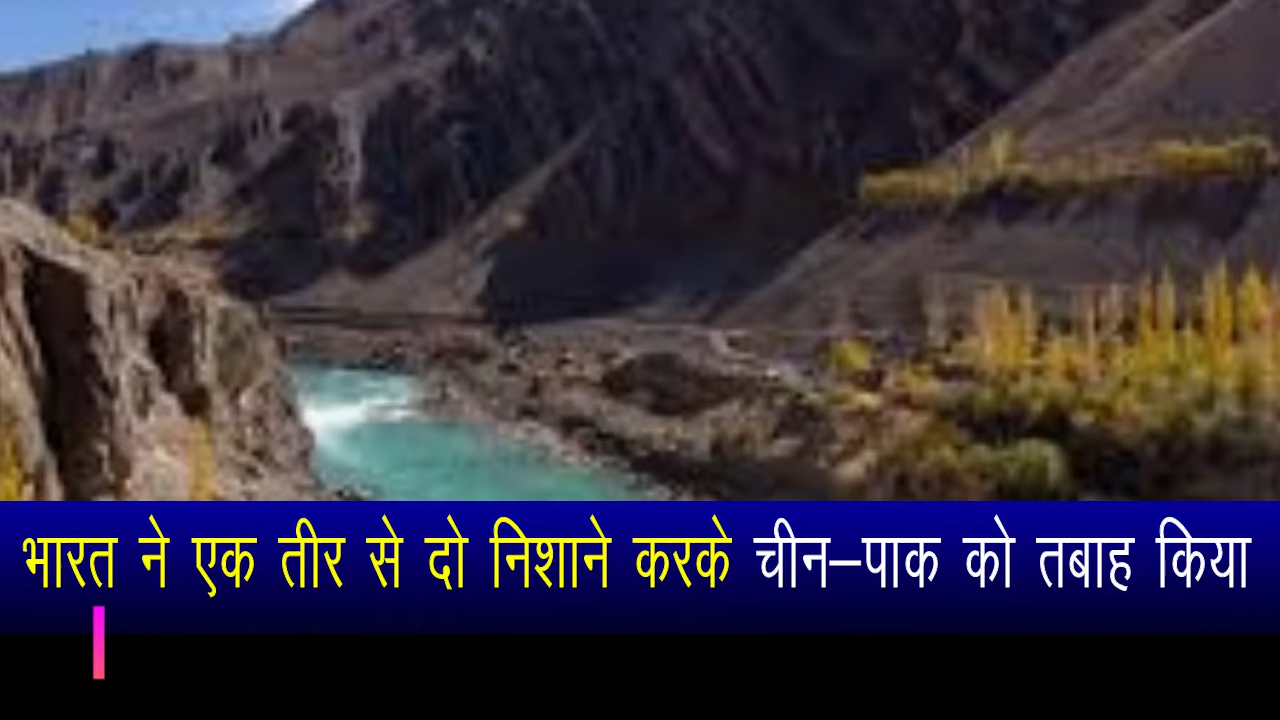 भारत ने एक तीर से दो निशाने करके चीन–पाक को तबाह किया